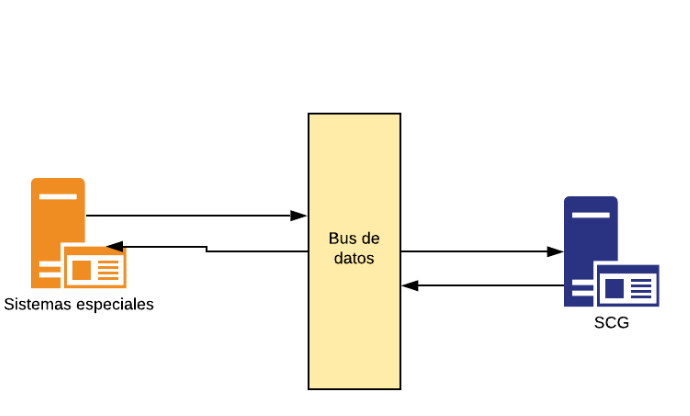 Bus de
datos
Sistemas especiales
SCG